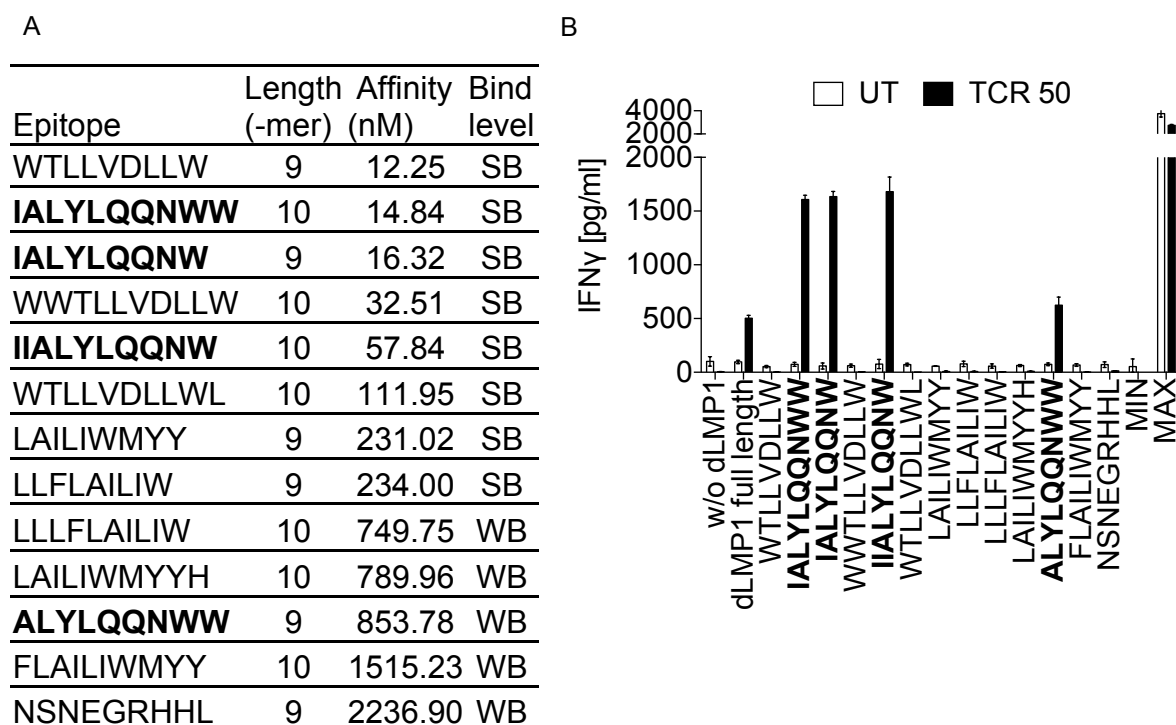 A
Length Affinity Bind
Epitope (-mer) (nM) level
WTLLVDLLW 9 12.25 SB
IALYLQQNWW 10 14.84 SB
IALYLQQNW 9 16.32 SB
WWTLLVDLLW 10 32.51 SB
IIALYLQQNW 10 57.84 SB
WTLLVDLLWL 10 111.95 SB
LAILIWMYY 9 231.02 SB
LLFLAILIW 9 234.00 SB
LLLFLAILIW 10 749.75 WB
LAILIWMYYH 10 789.96 WB
ALYLQQNWW 9 853.78 WB
FLAILIWMYY 10 1515.23 WB
NSNEGRHHL 9 2236.90 WB
B
UT TCR 50
4000
2000
2000
1500
1000
500
0
IFNγ [pg/ml]
w/o dLMP1
dLMP1 full length
WTLLVDLLW
IALYLQQNWW
IALYLQQNW
WWTLLVDLLW
IIALYLQQNW
WTLLVDLLWL
LAILIWMYY
LLFLAILIW
LLLFLAILIW
LAILIWMYYH
ALYLQQNWW
FLAILIWMYY
NSNEGRHHL
MIN
MAX